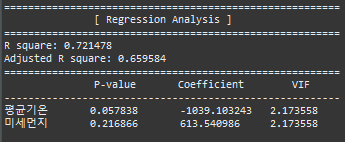 [ Regression Analysis ]
R square: 0.721478
Adjusted R square: 0.659584
P-value Coefficient VIF
평균기온 0.057838 -1039.103243 2.173558
미세먼지 0.216866 613.540986 2.173558